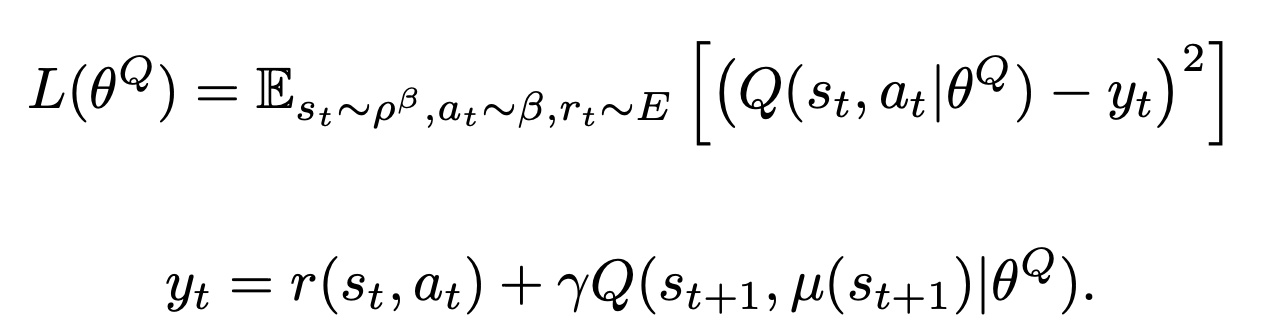 L(θ^Q) = 𝔼_{s_t∼ρ^β, a_t∼β, r_t∼E} [(Q(s_t, a_t|θ^Q) − y_t)^2]
y_t = r(s_t, a_t) + γQ(s_{t+1}, μ(s_{t+1})|θ^Q).